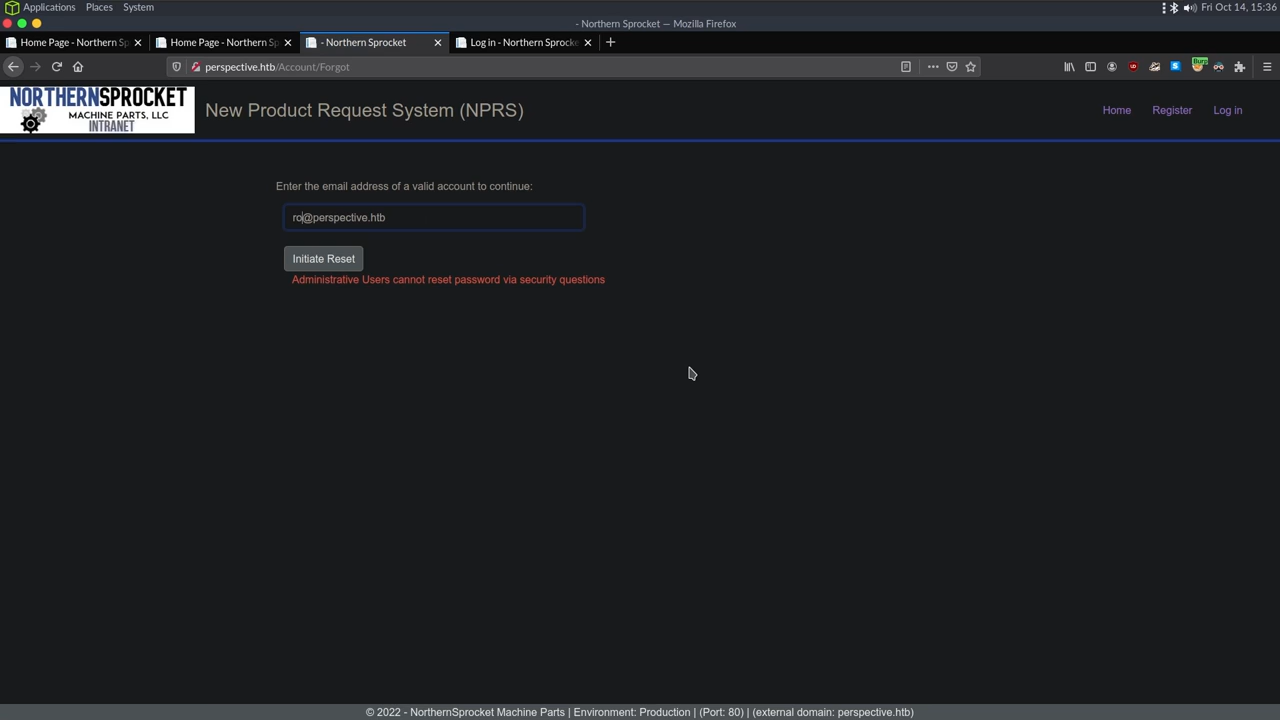 Applications Places System Fri Oct 14, 15:36
- Northern Sprocket — Mozilla Firefox
Home Page - Northern Sp Home Page - Northern Sp - Northern Sprocket Log in - Northern Sprocke
perspective.htb/Account/Forgot
Burp
NORTHERNSPROCKET
MACHINE PARTS, LLC
INTRANET
New Product Request System (NPRS) Home Register Log in
Enter the email address of a valid account to continue:
ro@perspective.htb
Initiate Reset
Administrative Users cannot reset password via security questions
© 2022 - NorthernSprocket Machine Parts | Environment: Production | (Port: 80) | (external domain: perspective.htb)